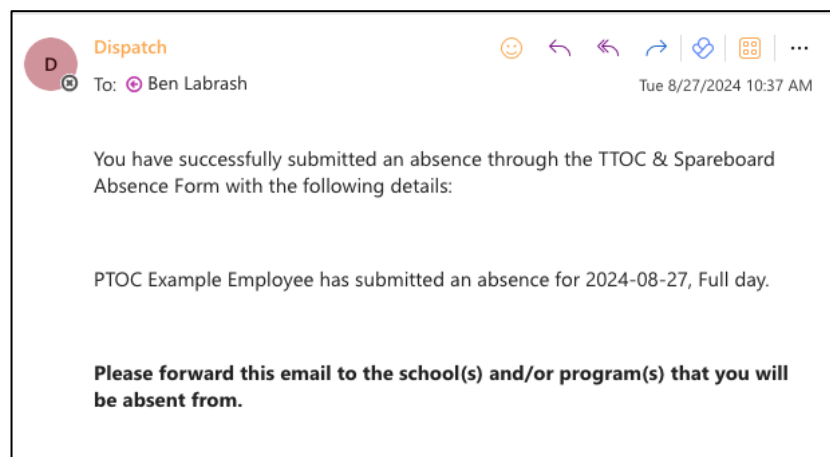 Dispatch
D
To: Ben Labrash
Tue 8/27/2024 10:37 AM
You have successfully submitted an absence through the TTOC & Spareboard
Absence Form with the following details:
PTOC Example Employee has submitted an absence for 2024-08-27, Full day.
Please forward this email to the school(s) and/or program(s) that you will
be absent from.